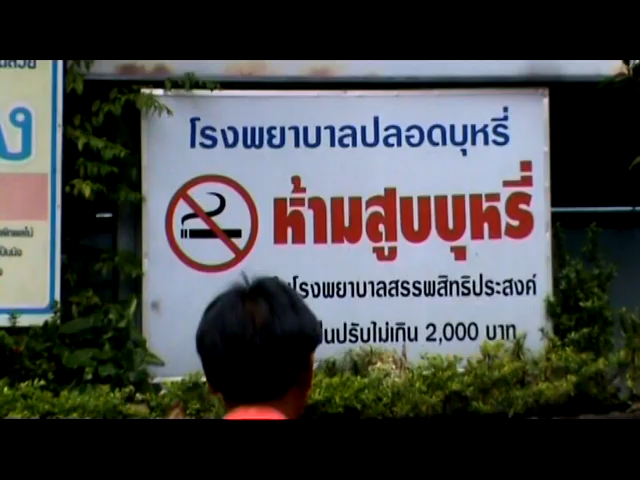 โรงพยาบาลปลอดบุหรี่
ห้ามสูบบุหรี่
โรงพยาบาลสรรพสิทธิประสงค์
ปรับไม่เกิน 2,000 บาท